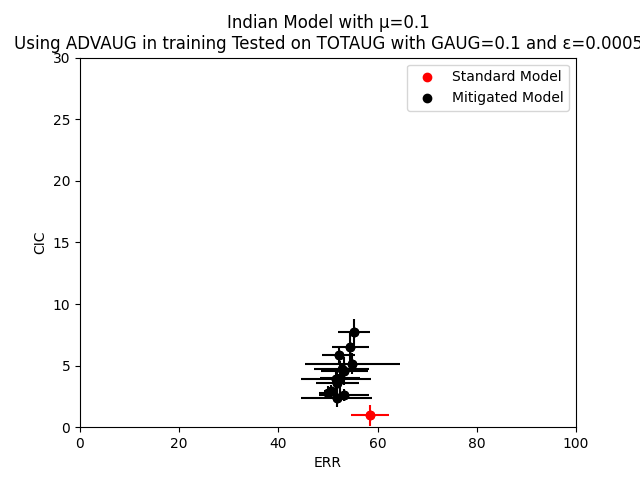 Indian Model with μ=0.1
Using ADVAUG in training Tested on TOTAUG with GAUG=0.1 and ε=0.0005
Standard Model
Mitigated Model
30
25
20
15
10
5
0
CIC
0 20 40 60 80 100
ERR